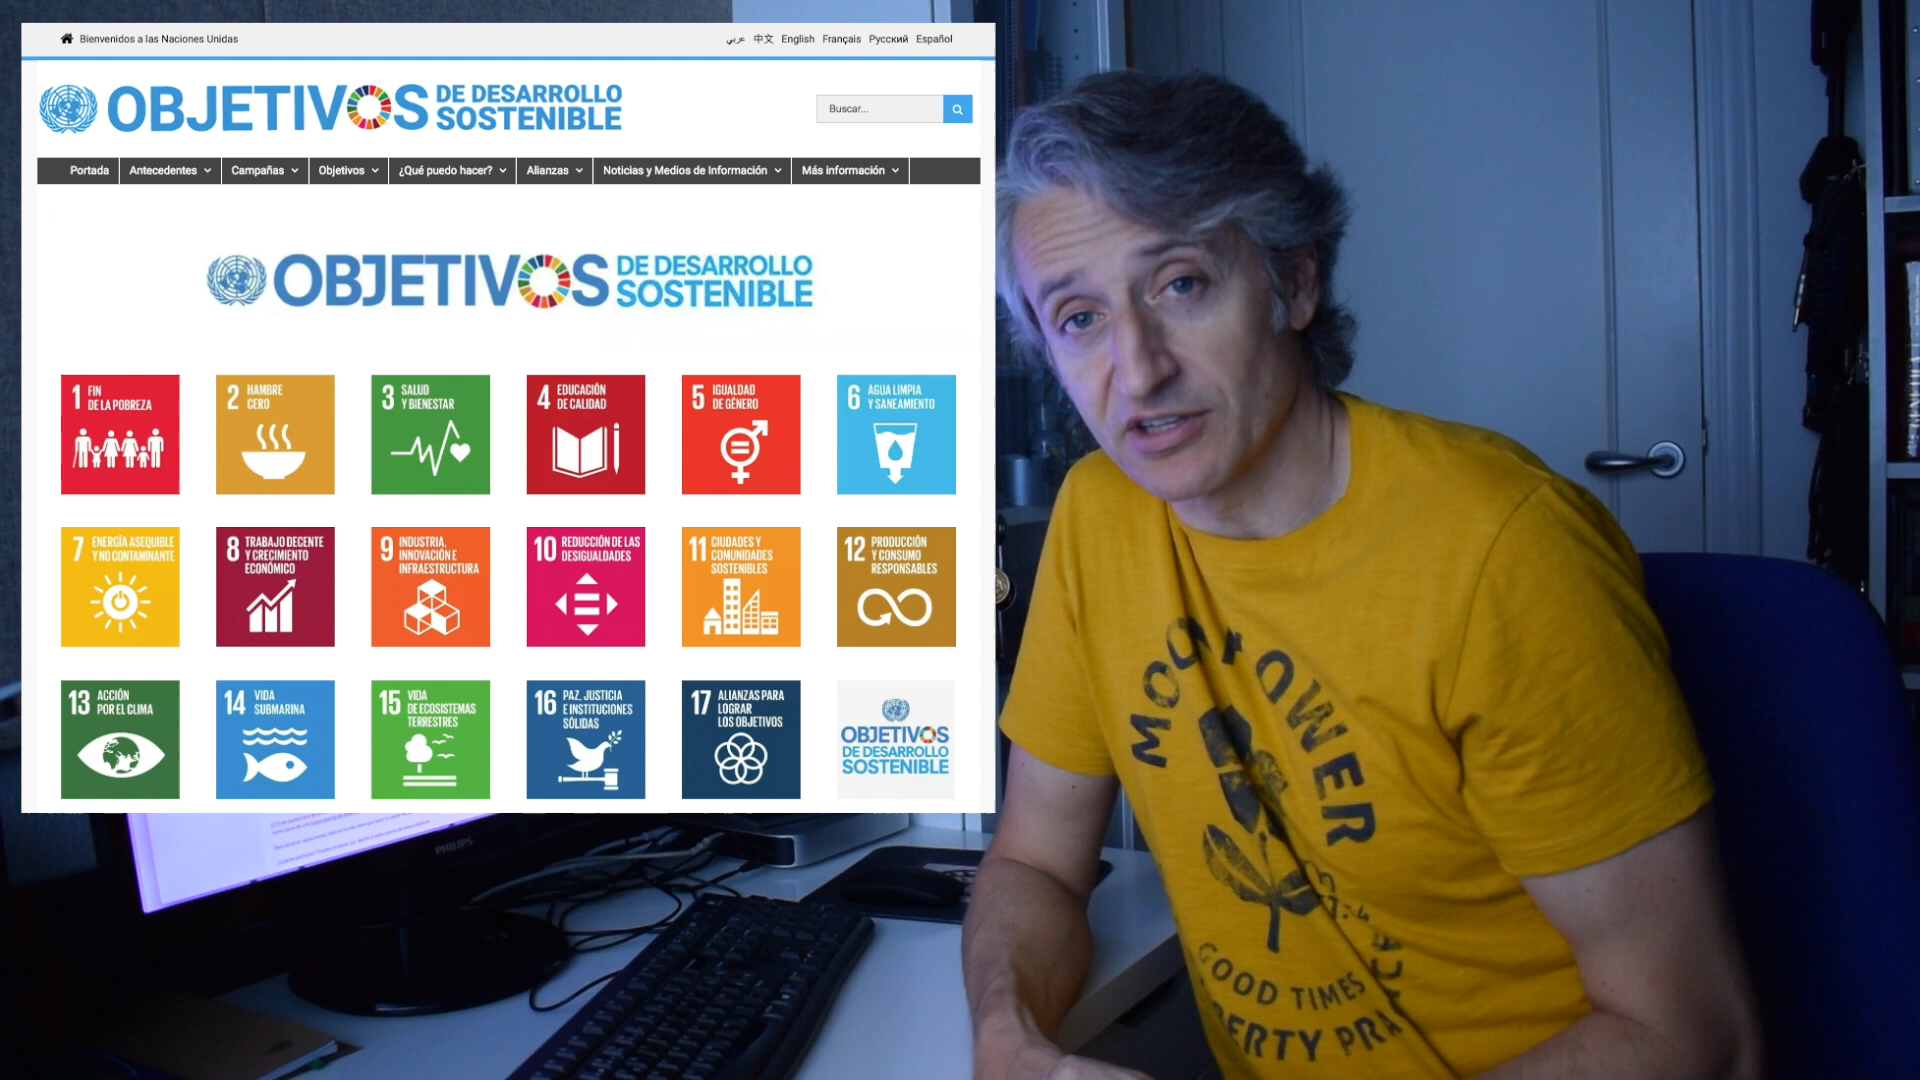 Bienvenidos a las Naciones Unidas
عربي 中文 English Français Русский Español
OBJETIVOS DE DESARROLLO SOSTENIBLE
Buscar...
Portada Antecedentes Campañas Objetivos ¿Qué puedo hacer? Alianzas Noticias y Medios de Información Más información
OBJETIVOS DE DESARROLLO SOSTENIBLE
1 FIN
DE LA POBREZA
2 HAMBRE
CERO
3 SALUD
Y BIENESTAR
4 EDUCACIÓN
DE CALIDAD
5 IGUALDAD
DE GÉNERO
6 AGUA LIMPIA
Y SANEAMIENTO
7 ENERGÍA ASEQUIBLE
Y NO CONTAMINANTE
8 TRABAJO DECENTE
Y CRECIMIENTO
ECONÓMICO
9 INDUSTRIA,
INNOVACIÓN E
INFRAESTRUCTURA
10 REDUCCIÓN DE LAS
DESIGUALDADES
11 CIUDADES Y
COMUNIDADES
SOSTENIBLES
12 PRODUCCIÓN
Y CONSUMO
RESPONSABLES
13 ACCIÓN
POR EL CLIMA
14 VIDA
SUBMARINA
15 VIDA
DE ECOSISTEMAS
TERRESTRES
16 PAZ, JUSTICIA
E INSTITUCIONES
SÓLIDAS
17 ALIANZAS PARA
LOGRAR
LOS OBJETIVOS
OBJETIVOS
DE DESARROLLO
SOSTENIBLE
PHILIPS
POWER
GOOD TIMES